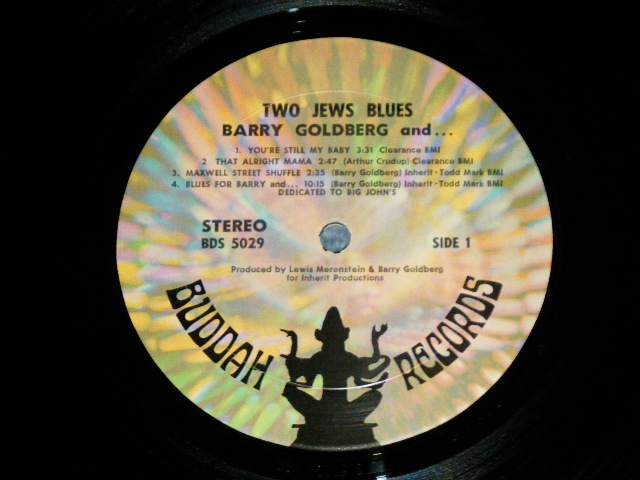 TWO JEWS BLUES
BARRY GOLDBERG and...
1. YOU'RE STILL MY BABY 3:31 Clearance BMI
2 THAT ALRIGHT MAMA 2:47 (Arthur Crudup) Clearance BMI
3. MAXWELL STREET SHUFFLE 2:35 (Barry Goldberg) Inherit · Todd Mark BMI
4. BLUES FOR BARRY and... 10:15 (Barry Goldberg) Inherit · Todd Mark BMI
DEDICATED TO BIG JOHN'S
STEREO
BDS 5029
SIDE 1
Produced by Lewis Merenstein & Barry Goldberg
for Inherit Productions
BUDDAH RECORDS